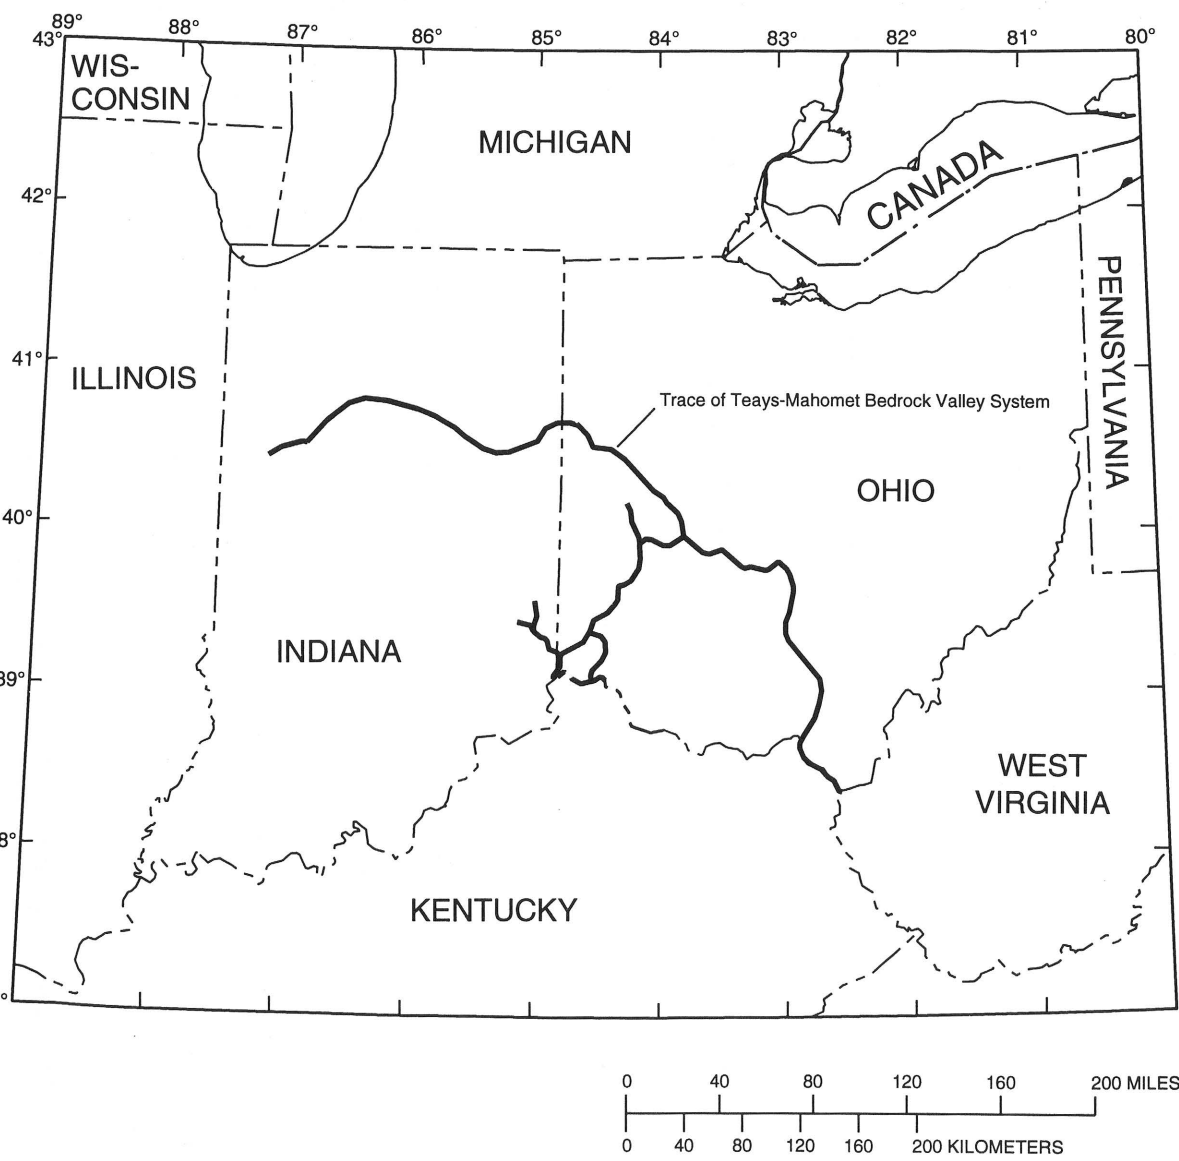 89° 88° 87° 86° 85° 84° 83° 82° 81° 80°
43°
WIS-
CONSIN
MICHIGAN
CANADA
42°
PENNSYLVANIA
41°
ILLINOIS
Trace of Teays-Mahomet Bedrock Valley System
OHIO
40°
INDIANA
39°
WEST
VIRGINIA
8°
KENTUCKY
°
0 40 80 120 160 200 MILES
0 40 80 120 160 200 KILOMETERS